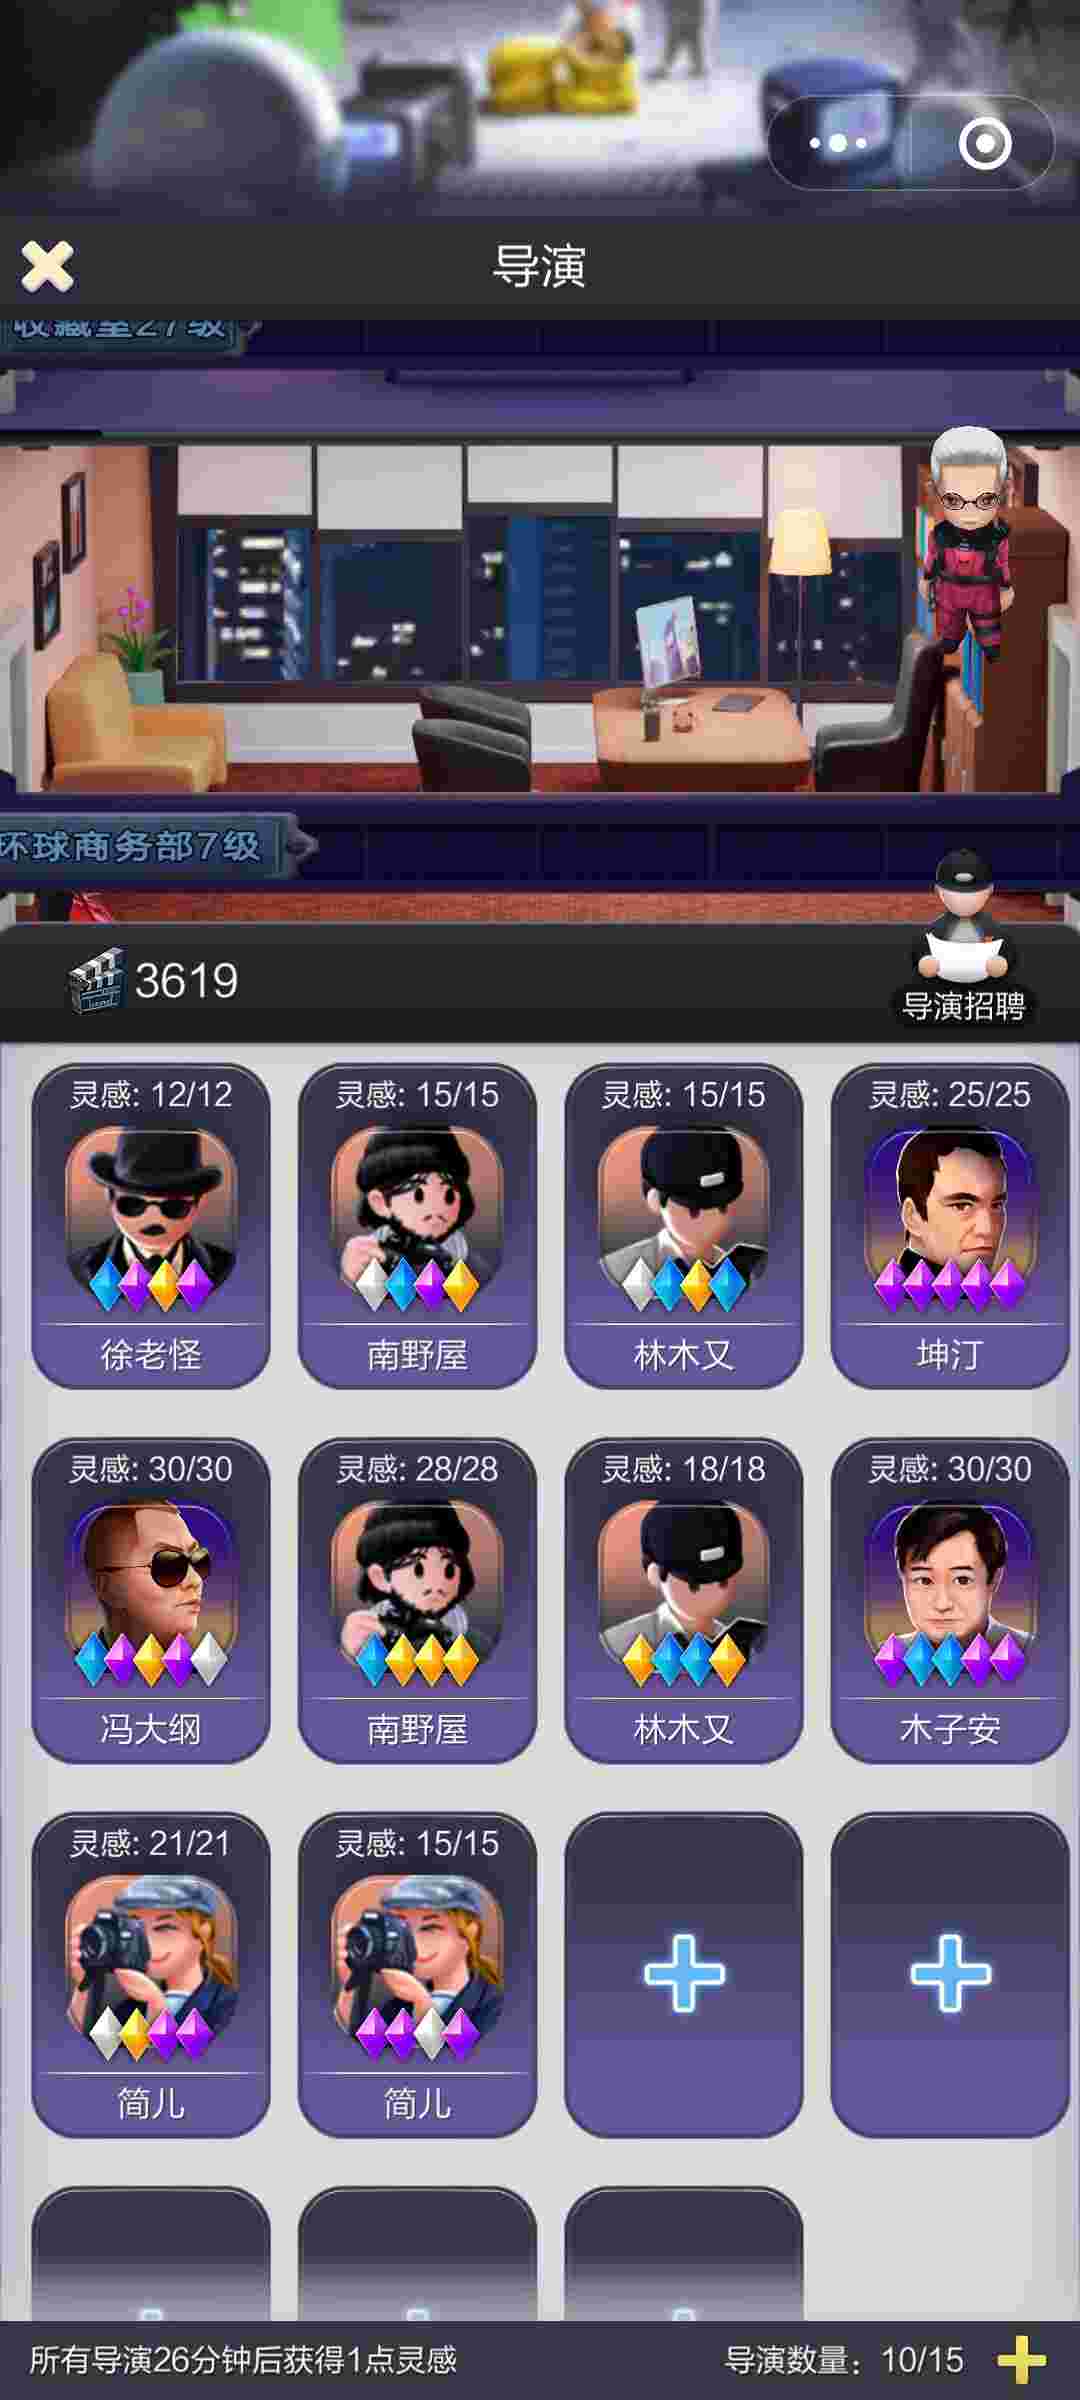 导演
收藏室27级
环球商务部7级
3619
导演招聘
灵感: 12/12
灵感: 15/15
灵感: 15/15
灵感: 25/25
徐老怪
南野屋
林木又
坤汀
灵感: 30/30
灵感: 28/28
灵感: 18/18
灵感: 30/30
冯大纲
南野屋
林木又
木子安
灵感: 21/21
灵感: 15/15
简儿
简儿
所有导演26分钟后获得1点灵感
导演数量：10/15